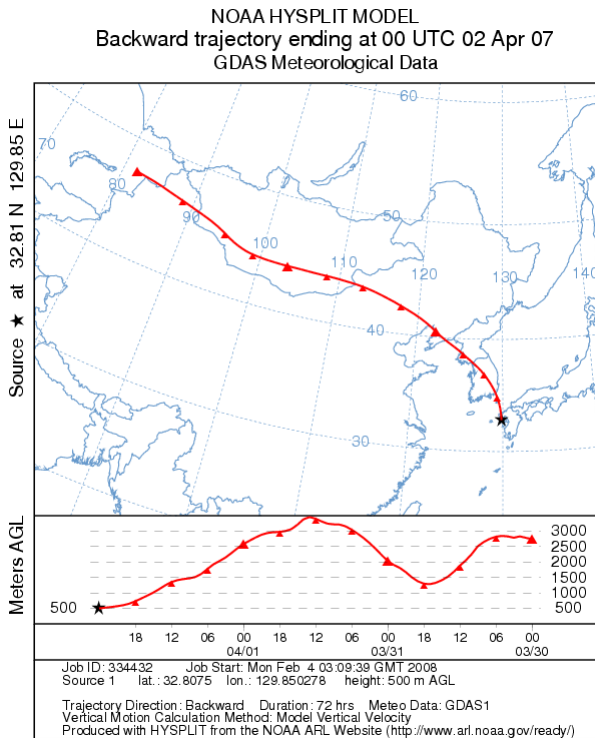 NOAA HYSPLIT MODEL
Backward trajectory ending at 00 UTC 02 Apr 07
GDAS Meteorological Data
Source ★ at 32.81 N 129.85 E
60
70
80
90
50
100
110
120
130
140
40
30
Meters AGL
3000
2500
2000
1500
1000
500
500
18 12 06 00 18 12 06 00 18 12 06 00
04/01 03/31 03/30
Job ID: 334432 Job Start: Mon Feb 4 03:09:39 GMT 2008
Source 1 lat.: 32.8075 lon.: 129.850278 height: 500 m AGL
Trajectory Direction: Backward Duration: 72 hrs Meteo Data: GDAS1
Vertical Motion Calculation Method: Model Vertical Velocity
Produced with HYSPLIT from the NOAA ARL Website (http://www.arl.noaa.gov/ready/)